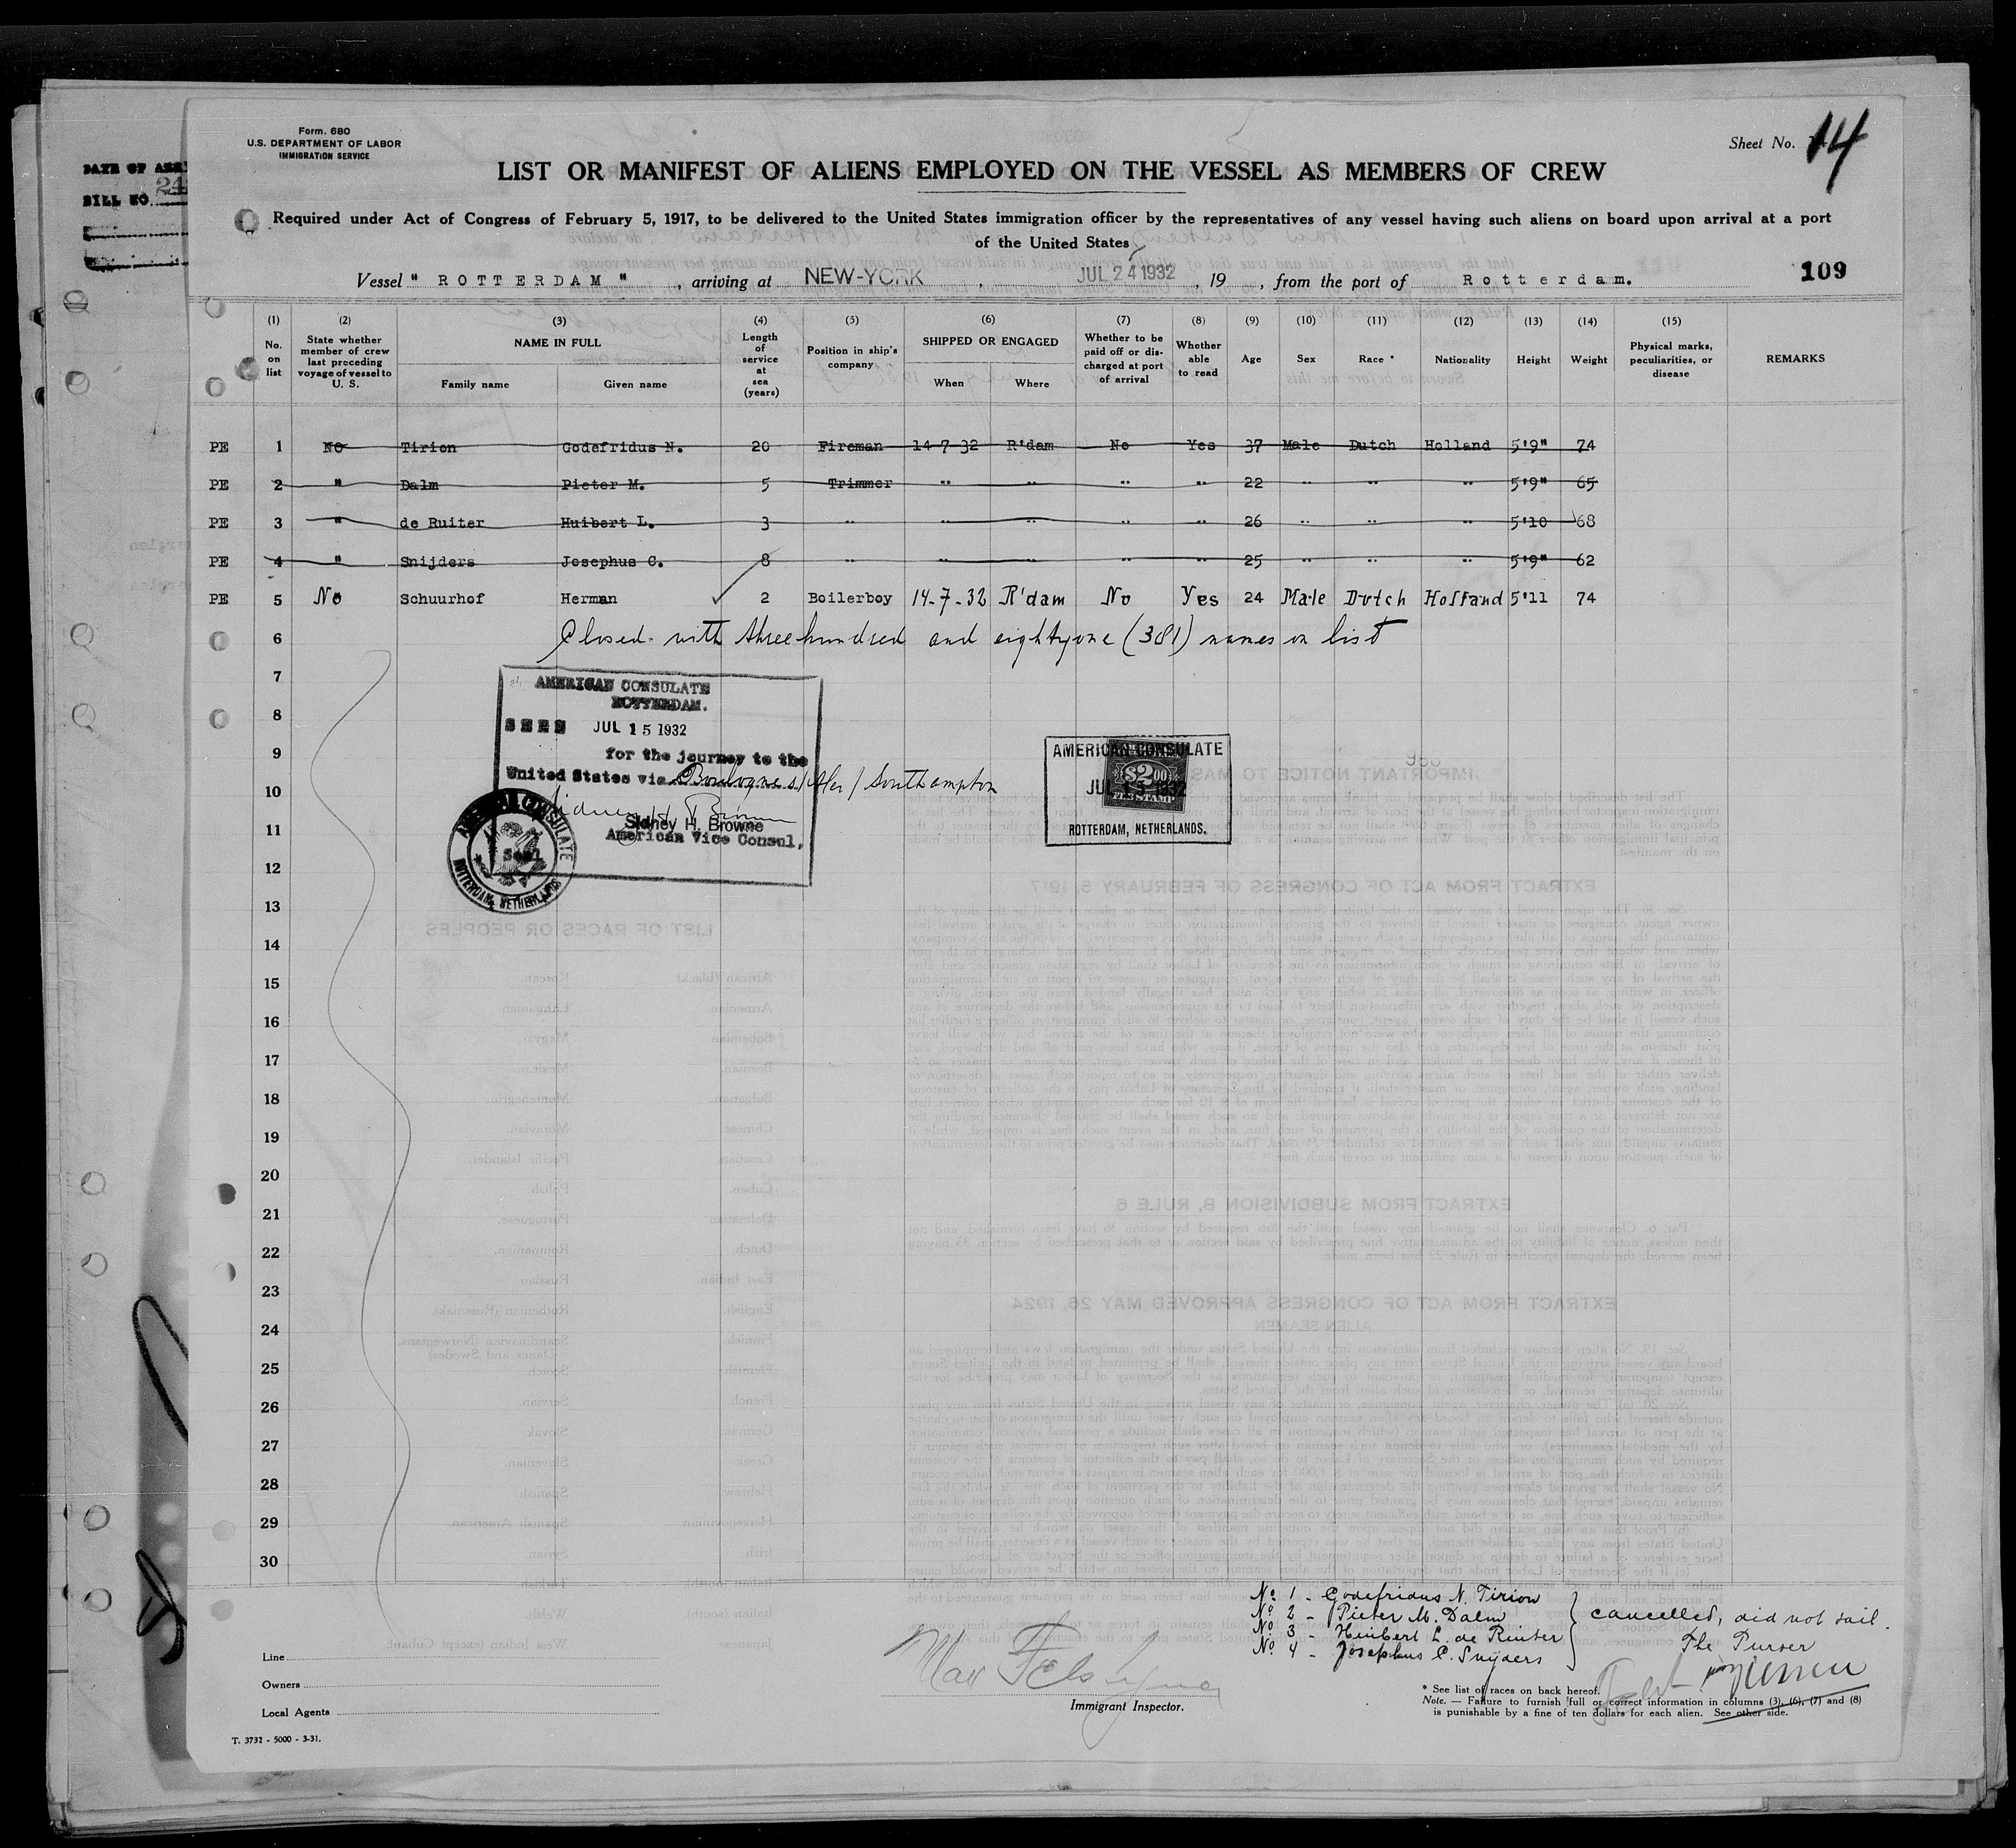 Form. 680
U.S. DEPARTMENT OF LABOR
IMMIGRATION SERVICE
Sheet No. 14
DATE OF
BILL NO. 24
LIST OR MANIFEST OF ALIENS EMPLOYED ON THE VESSEL AS MEMBERS OF CREW
Required under Act of Congress of February 5, 1917, to be delivered to the United States immigration officer by the representatives of any vessel having such aliens on board upon arrival at a port
of the United States
Vessel " ROTTERDAM ", arriving at NEW-YORK, JUL 24 1932, 19 , from the port of Rotterdam. 109
(1) (2) (3) (4) (5) (6) (7) (8) (9) (10) (11) (12) (13) (14) (15)
No. on list
State whether member of crew last preceding voyage of vessel to U. S.
NAME IN FULL
Family name
Given name
Length of service at sea (years)
Position in ship's company
SHIPPED OR ENGAGED
When
Where
Whether to be paid off or discharged at port of arrival
Whether able to read
Age
Sex
Race *
Nationality
Height
Weight
Physical marks, peculiarities, or disease
REMARKS
PE 1 NO Tirion Godefridus N. 20 Fireman 14-7-32 R'dam No Yes 37 Male Dutch Holland 5'9" 74
PE 2 " Dalm Pieter M. 5 Trimmer " " " " 22 " " " 5'9" 65
PE 3 " de Ruiter Huibert L. 3 " " " " " 26 " " " 5'10 68
PE 4 " Snijders Josephus C. 8 " " " " " 25 " " " 5'9" 62
PE 5 No Schuurhof Herman 2 Boilerboy 14-7-32 R'dam No Yes 24 Male Dutch Holland 5'11 74
6 Closed with three hundred and eightyone (381) names on list
7
8
9
10
11
12
13
14
15
16
17
18
19
20
21
22
23
24
25
26
27
28
29
30
AMERICAN CONSULATE
ROTTERDAM.
SEEN JUL 15 1932
for the journey to the
United States via Boulogne s/Mer / Southampton
Sidney H. Browne
Sidney H. Browne
American Vice Consul,
AMERICAN CONSULATE
ROTTERDAM, NETHERLANDS
AMERICAN CONSULATE
$2.00
FEE STAMP
JUL 15 1932
ROTTERDAM, NETHERLANDS.
No. 1 - Godefridus N. Tirion
No. 2 - Pieter M. Dalm
No. 3 - Huibert L. de Ruiter
No. 4 - Josephus C. Snyders
cancelled, did not sail.
The Purser
Line
Owners
Local Agents
Immigrant Inspector.
* See list of races on back hereof.
Note. — Failure to furnish full or correct information in columns (3), (6), (7) and (8)
is punishable by a fine of ten dollars for each alien. See other side.
T. 3732 - 5000 - 3-31.